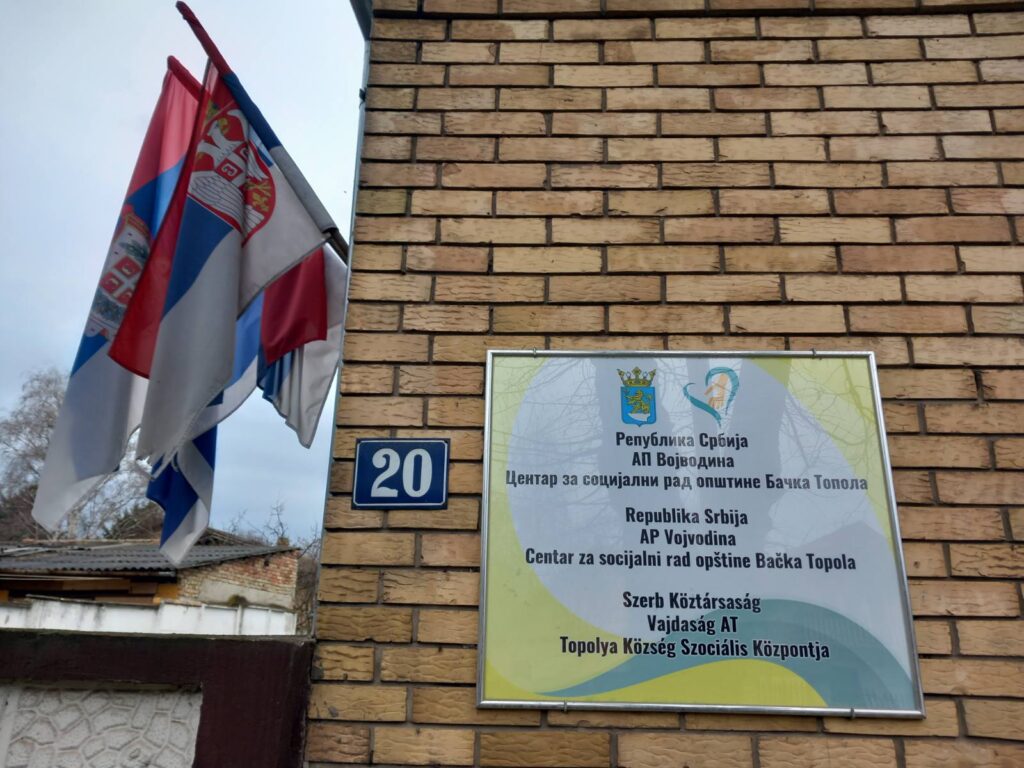 20
Република Србија
АП Војводина
Центар за социјални рад општине Бачка Топола
Republika Srbija
AP Vojvodina
Centar za socijalni rad opštine Bačka Topola
Szerb Köztársaság
Vajdaság AT
Topolya Község Szociális Központja